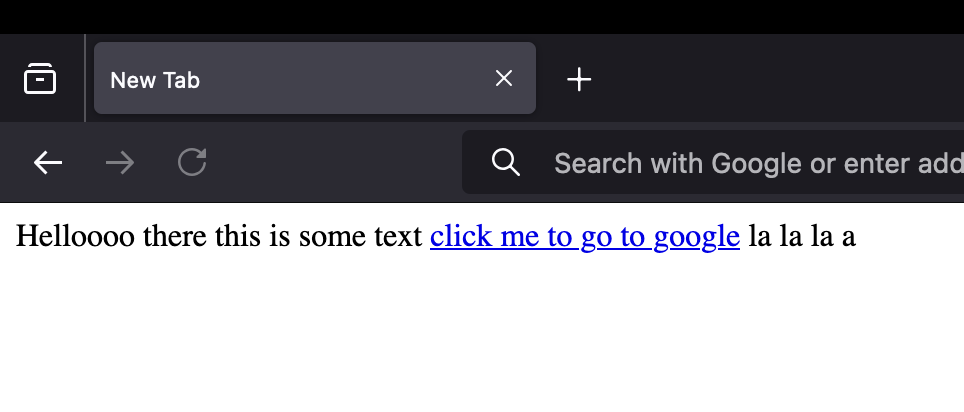 New Tab
Search with Google or enter add
Helloooo there this is some text click me to go to google la la la a